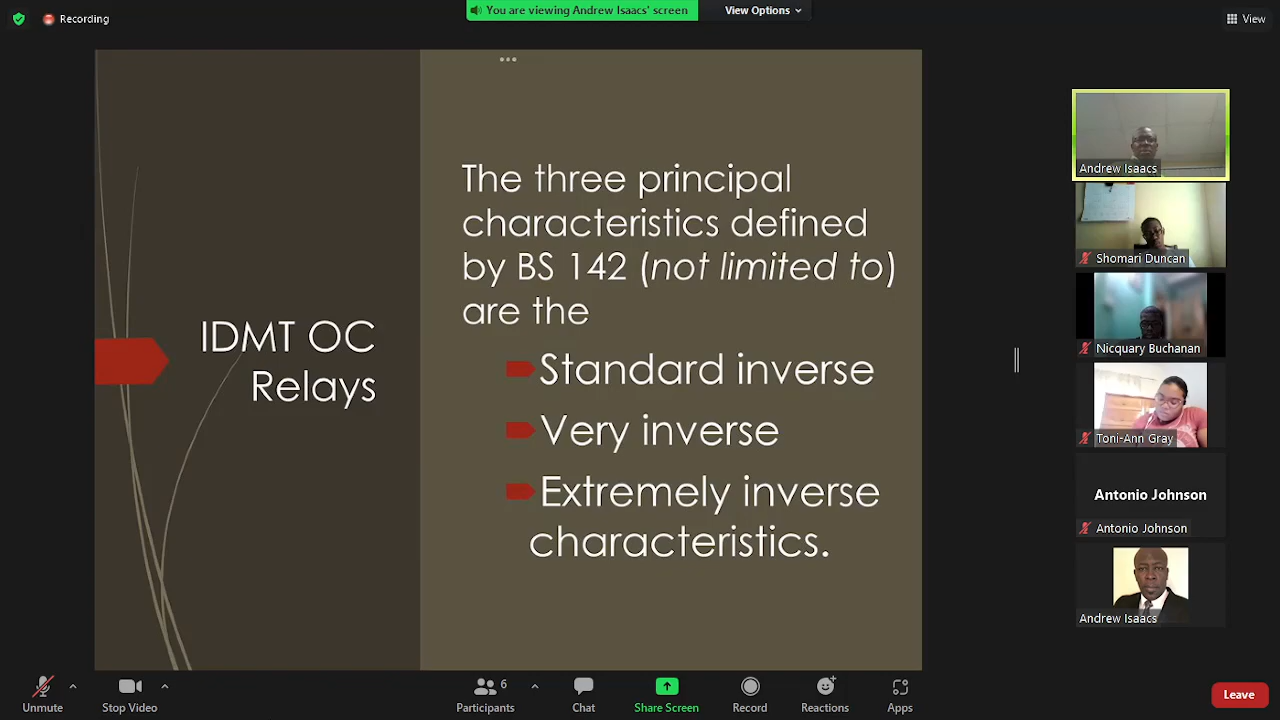 Recording
You are viewing Andrew Isaacs' screen
View Options
View
IDMT OC
Relays
The three principal
characteristics defined
by BS 142 (not limited to)
are the
Standard inverse
Very inverse
Extremely inverse
characteristics.
Andrew Isaacs
Shomari Duncan
Nicquary Buchanan
Toni-Ann Gray
Antonio Johnson
Antonio Johnson
Andrew Isaacs
Unmute
Stop Video
6
Participants
Chat
Share Screen
Record
Reactions
Apps
Leave